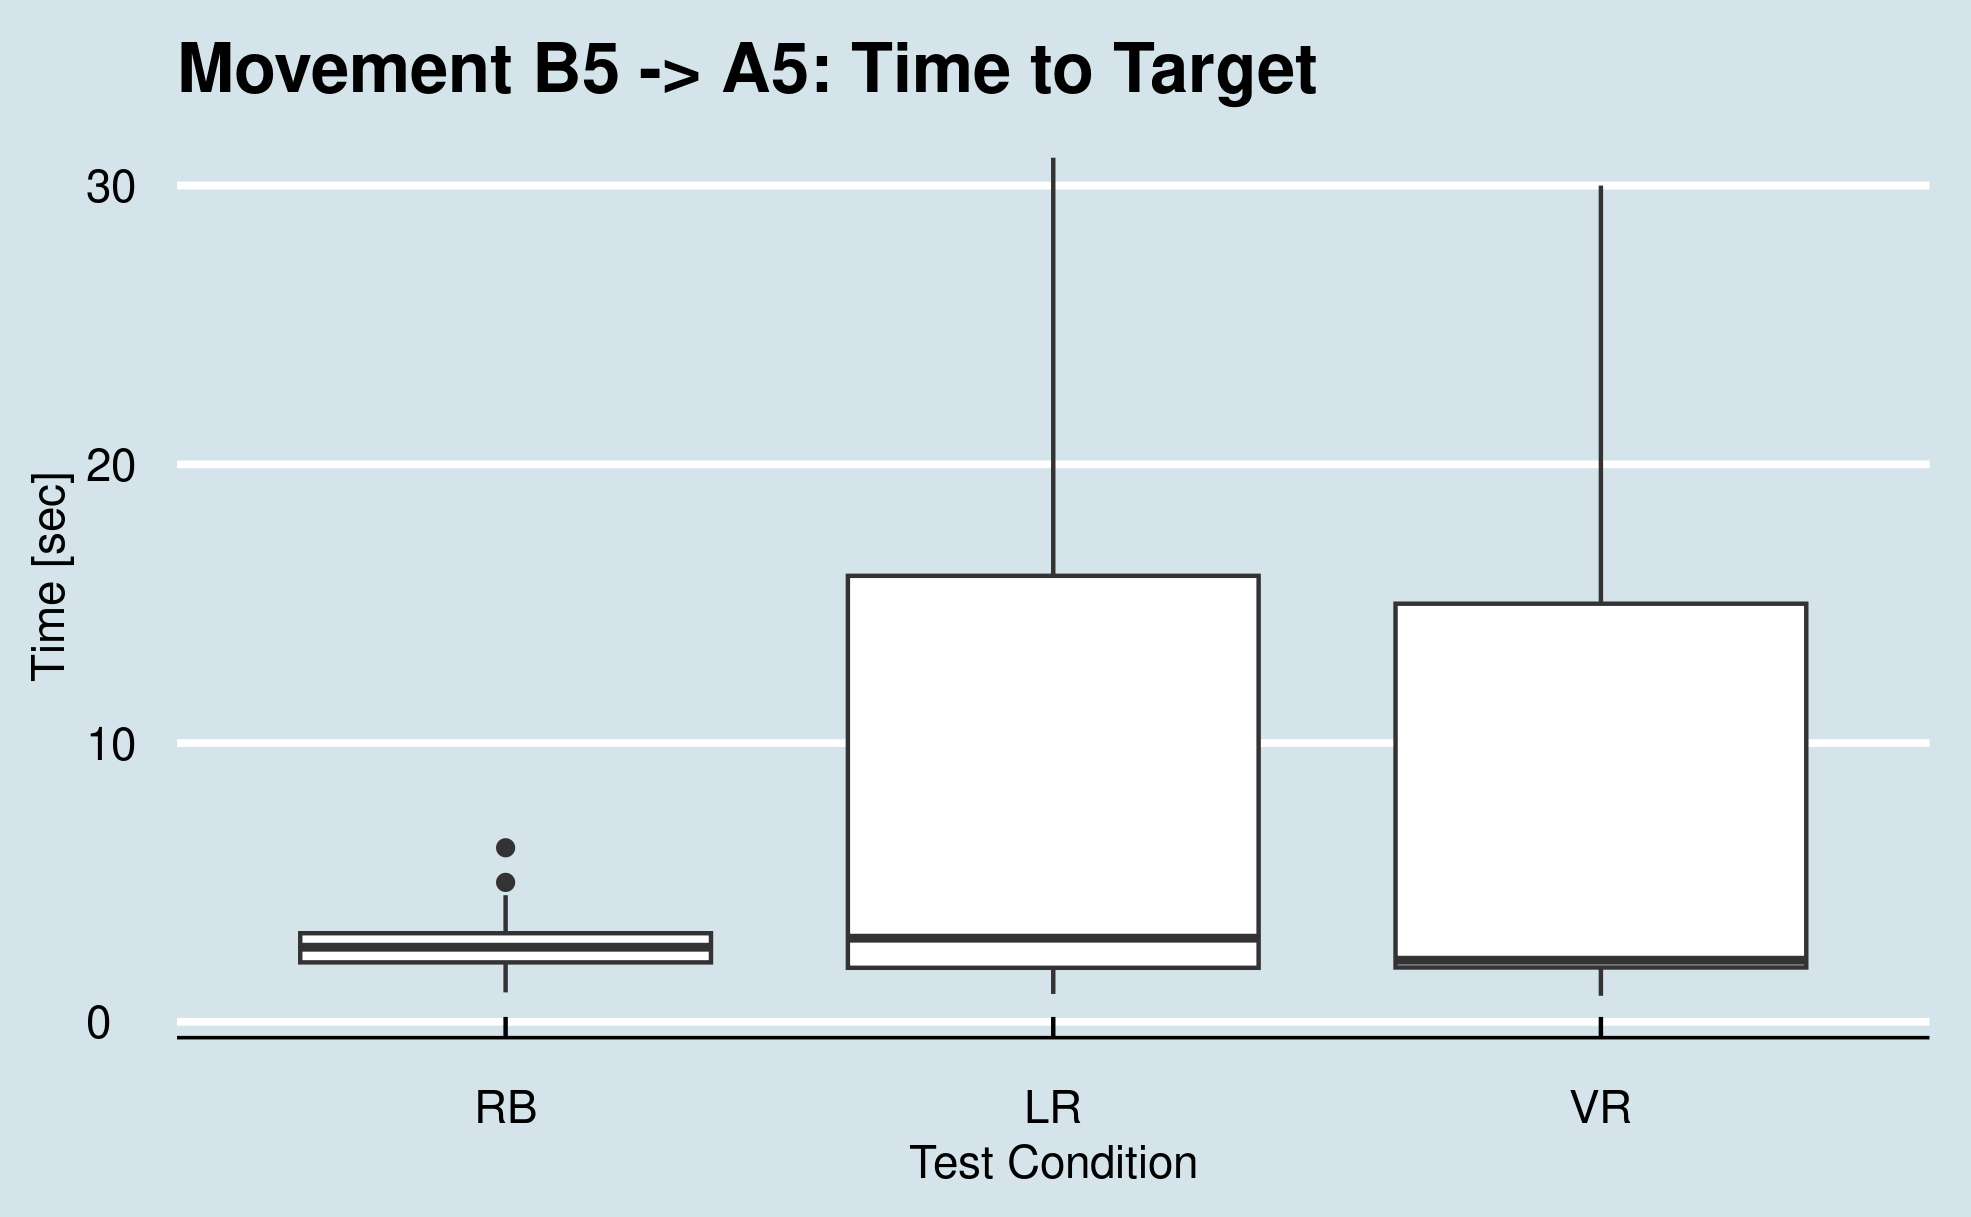 Movement B5 -> A5: Time to Target
30
20
10
0
Time [sec]
RB LR VR
Test Condition